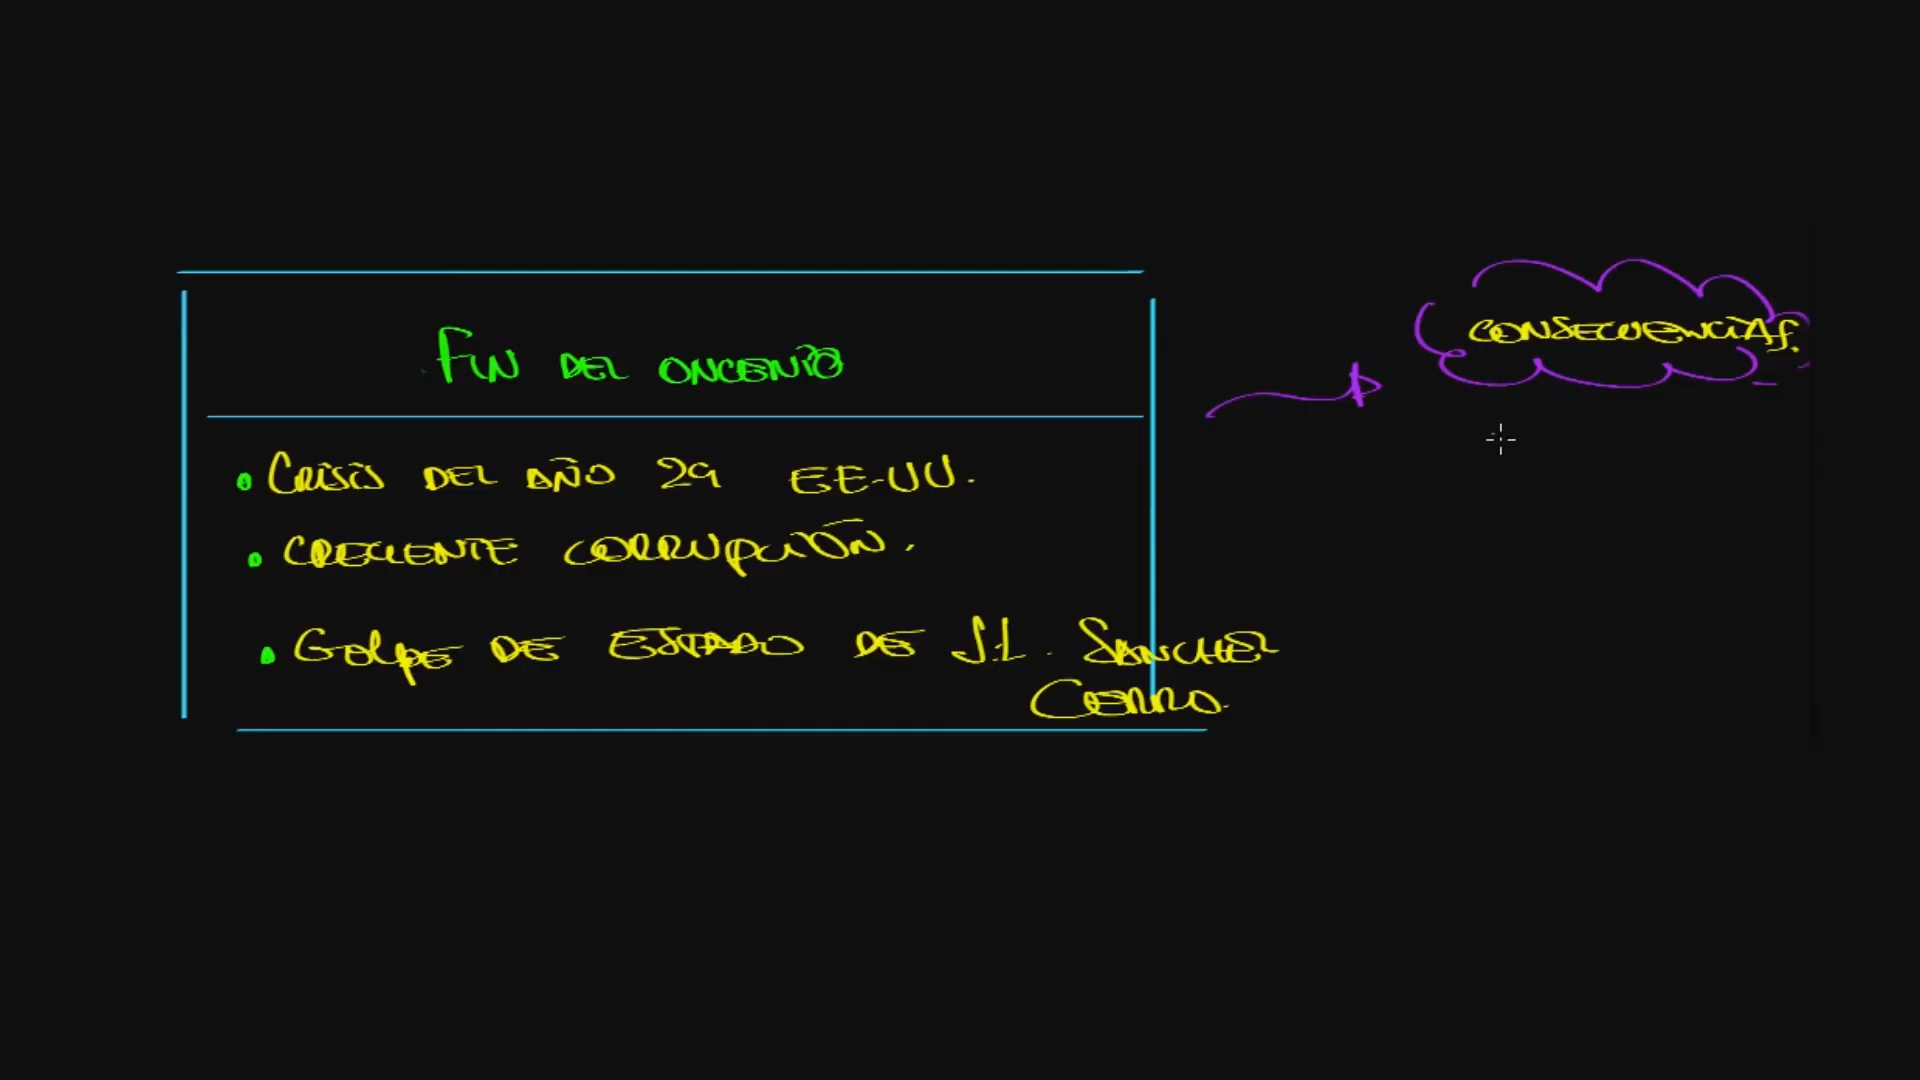 FIN DEL ONCENIO
• CRISIS DEL AÑO 29 EE.UU.
• CRECIENTE CORRUPCIÓN.
• GOLPE DE ESTADO DE S.L. SANCHEZ
CERRO.
CONSECUENCIAS.